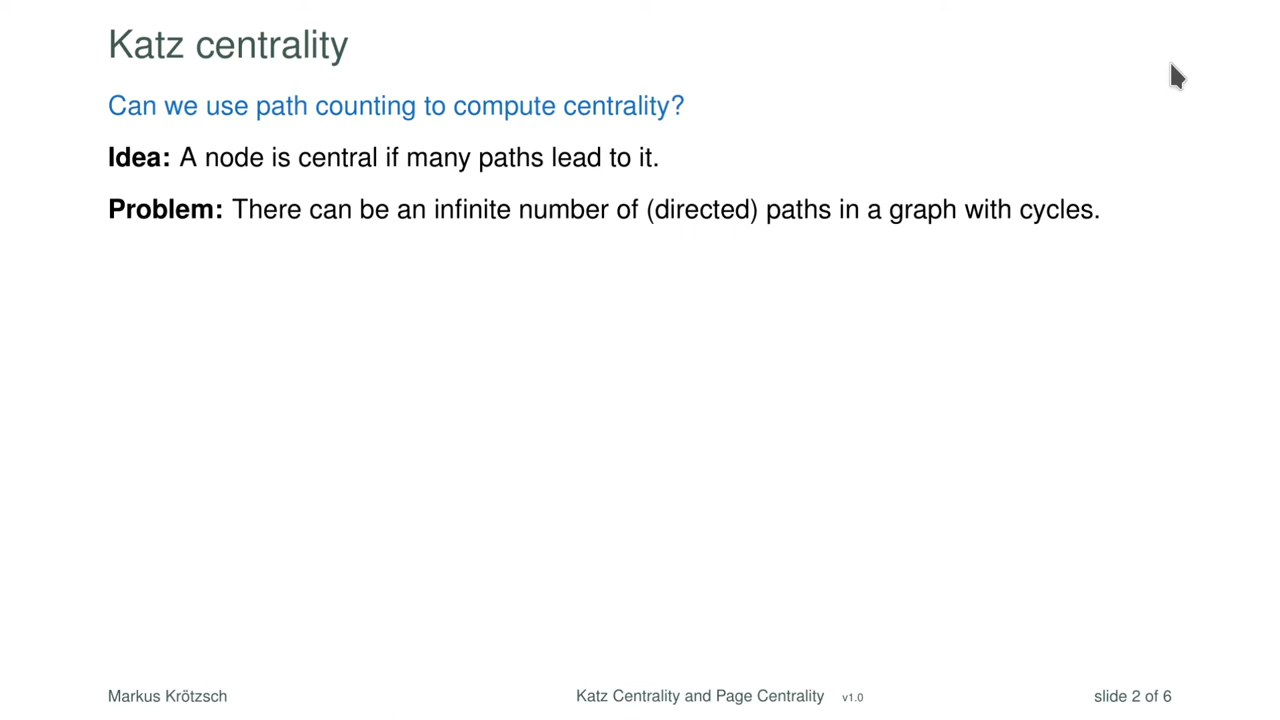 Katz centrality
Can we use path counting to compute centrality?
Idea: A node is central if many paths lead to it.
Problem: There can be an infinite number of (directed) paths in a graph with cycles.
Markus Krötzsch
Katz Centrality and Page Centrality v1.0
slide 2 of 6